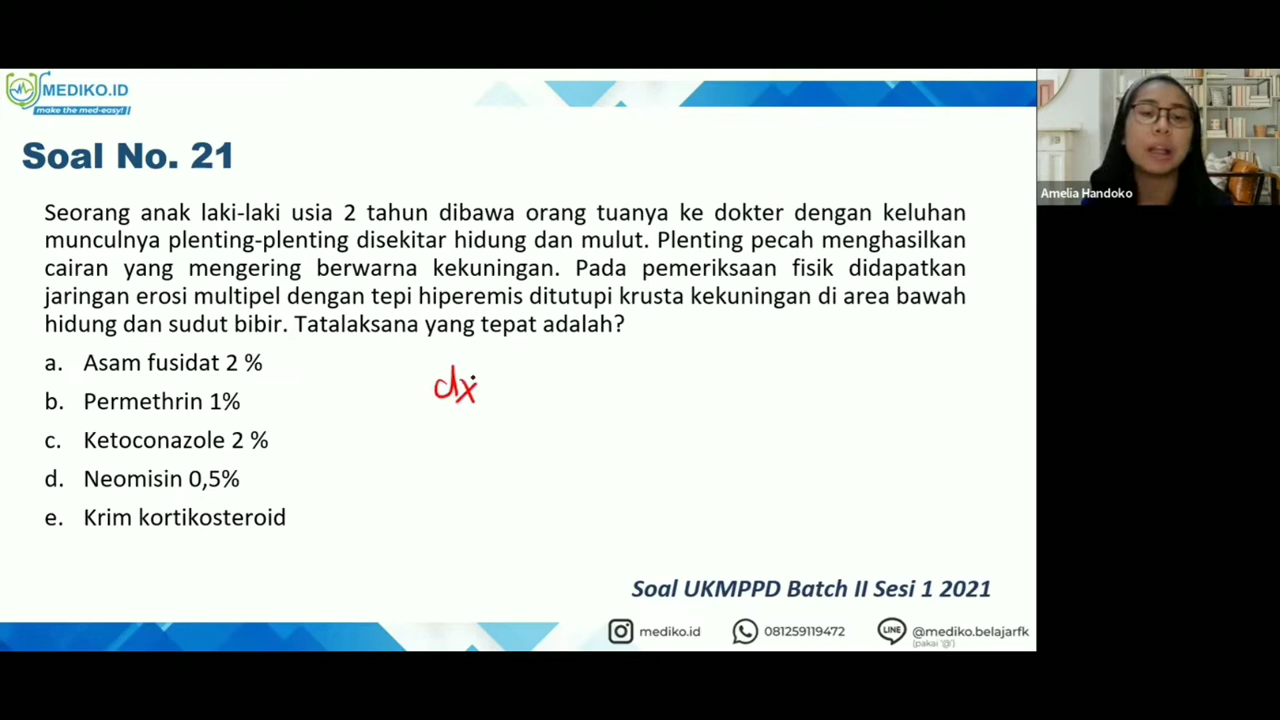 MEDIKO.ID
make the med-easy!
Soal No. 21
Seorang anak laki-laki usia 2 tahun dibawa orang tuanya ke dokter dengan keluhan
munculnya plenting-plenting disekitar hidung dan mulut. Plenting pecah menghasilkan
cairan yang mengering berwarna kekuningan. Pada pemeriksaan fisik didapatkan
jaringan erosi multipel dengan tepi hiperemis ditutupi krusta kekuningan di area bawah
hidung dan sudut bibir. Tatalaksana yang tepat adalah?
a. Asam fusidat 2 %
b. Permethrin 1%
c. Ketoconazole 2 %
d. Neomisin 0,5%
e. Krim kortikosteroid
dx
Soal UKMPPD Batch II Sesi 1 2021
mediko.id
081259119472
LINE
@mediko.belajarfk
(pakai '@')
Amelia Handoko